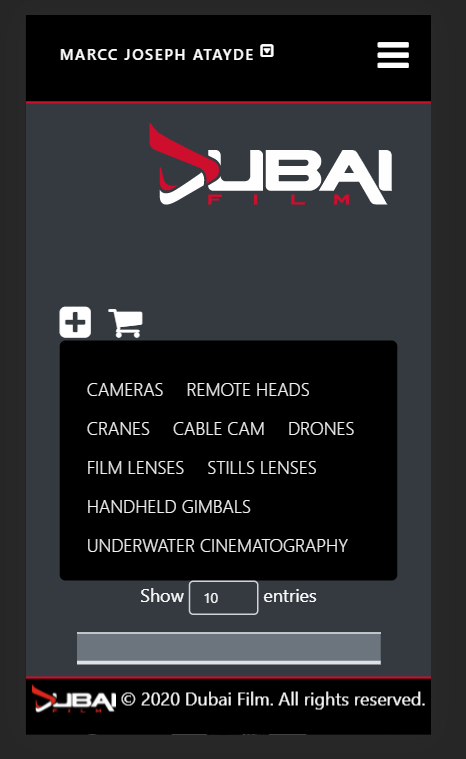 MARCC JOSEPH ATAYDE
DUBAI
FILM
CAMERAS REMOTE HEADS
CRANES CABLE CAM DRONES
FILM LENSES STILLS LENSES
HANDHELD GIMBALS
UNDERWATER CINEMATOGRAPHY
Show 10 entries
DUBAI FILM © 2020 Dubai Film. All rights reserved.